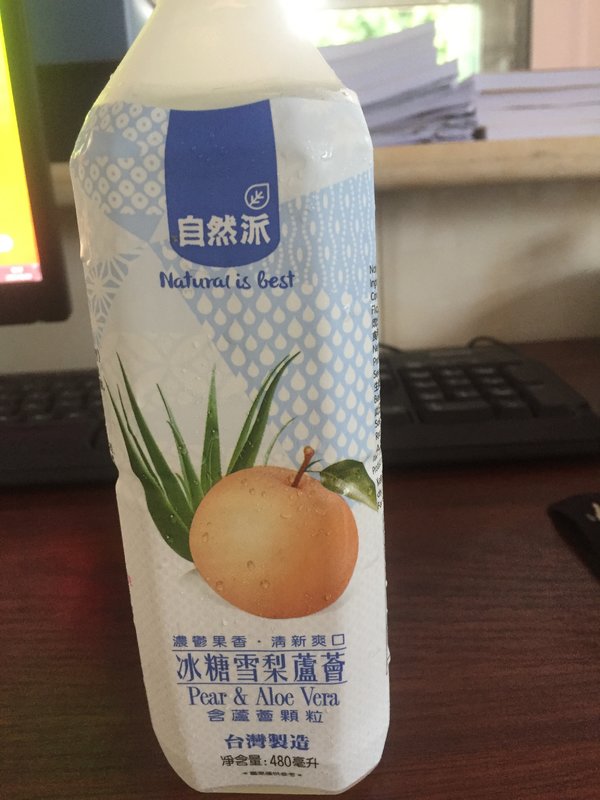 自然派
Natural is best
濃鬱果香·清新爽口
冰糖雪梨蘆薈
Pear & Aloe Vera
含蘆薈顆粒
台灣製造
淨含量:480毫升